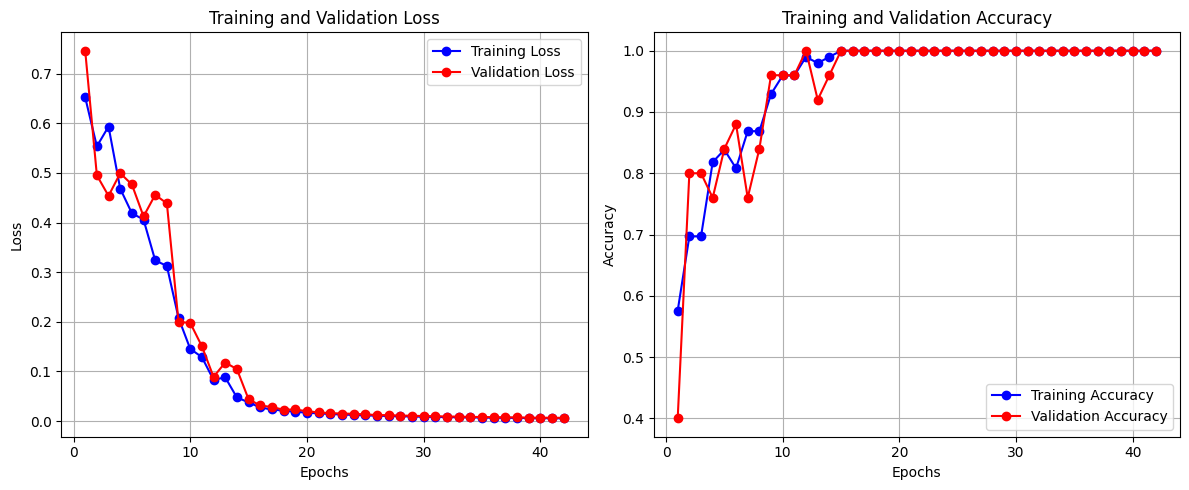 Training and Validation Loss
Training Loss
Validation Loss
Loss
0.7
0.6
0.5
0.4
0.3
0.2
0.1
0.0
0
10
20
30
40
Epochs
Training and Validation Accuracy
Training Accuracy
Validation Accuracy
Accuracy
1.0
0.9
0.8
0.7
0.6
0.5
0.4
0
10
20
30
40
Epochs